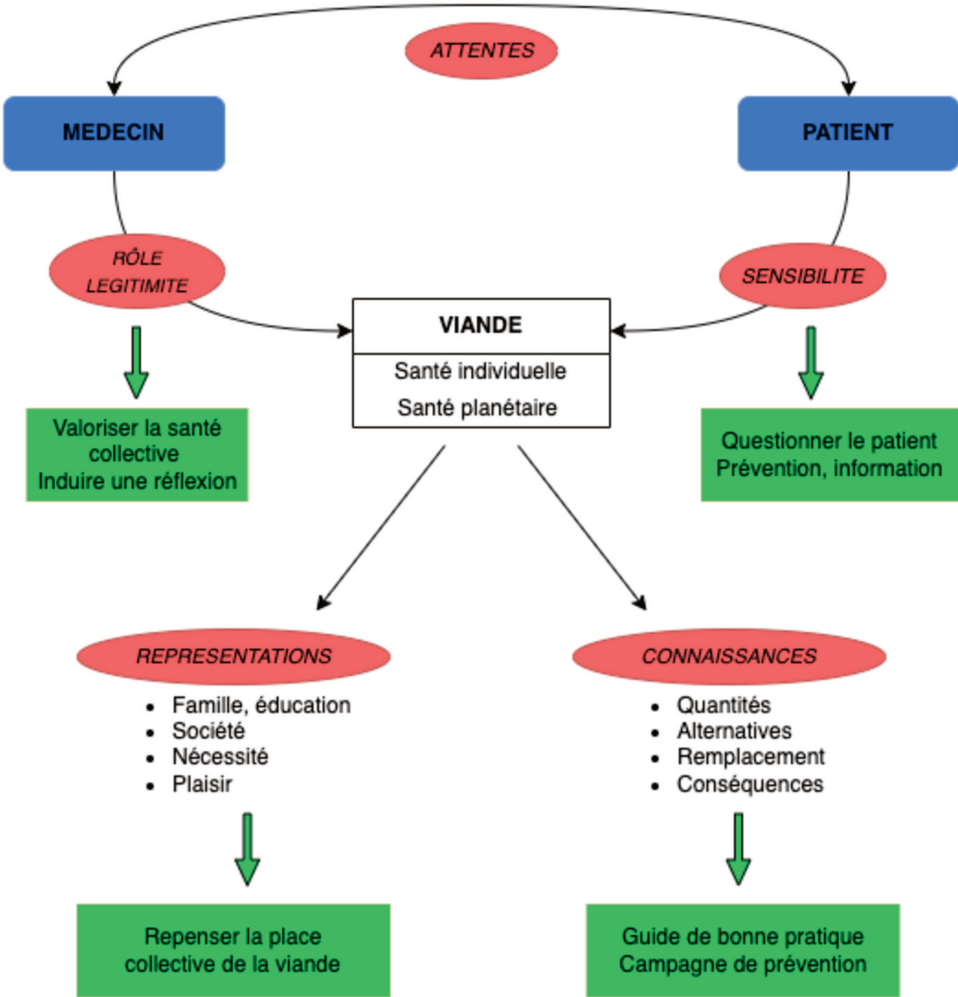 ATTENTES
MEDECIN
PATIENT
RÔLE
LEGITIMITE
SENSIBILITE
VIANDE
Santé individuelle
Santé planétaire
Valoriser la santé
collective
Induire une réflexion
Questionner le patient
Prévention, information
REPRESENTATIONS
• Famille, éducation
• Société
• Nécessité
• Plaisir
CONNAISSANCES
• Quantités
• Alternatives
• Remplacement
• Conséquences
Repenser la place
collective de la viande
Guide de bonne pratique
Campagne de prévention